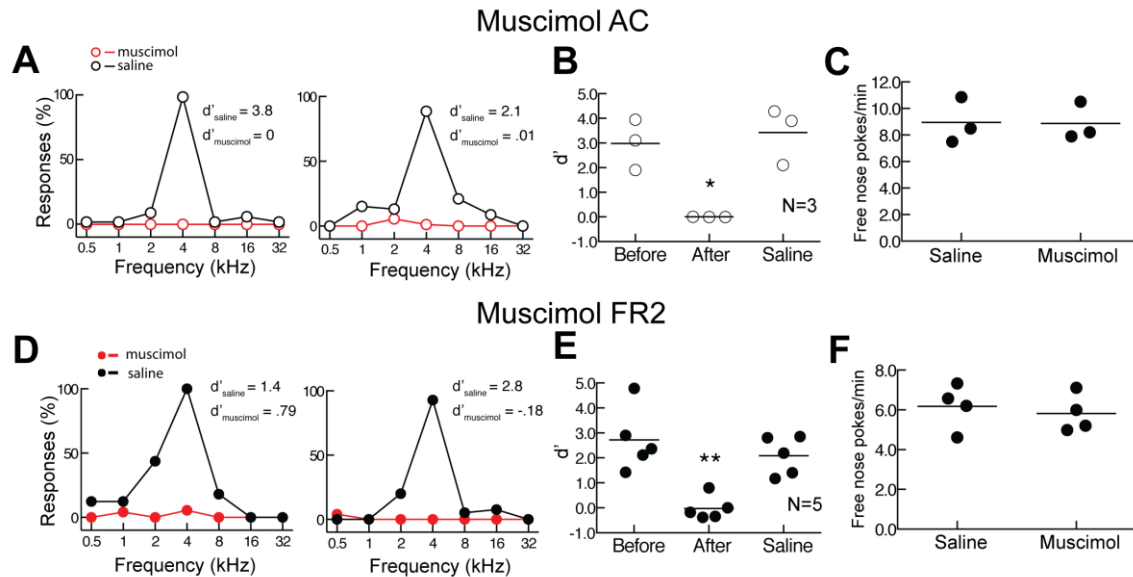 Muscimol AC
A
muscimol
saline
Responses (%)
100
50
0
d'saline = 3.8
d'muscimol = 0
0.5 1 2 4 8 16 32
Frequency (kHz)
100
50
0
d'saline = 2.1
d'muscimol = .01
0.5 1 2 4 8 16 32
Frequency (kHz)
B
d'
5.0
4.0
3.0
2.0
1.0
0.0
-1.0
*
N=3
Before After Saline
C
Free nose pokes/min
12.0
10.0
8.0
6.0
4.0
2.0
0.0
Saline Muscimol
Muscimol FR2
D
muscimol
saline
Responses (%)
100
50
0
d'saline = 1.4
d'muscimol = .79
0.5 1 2 4 8 16 32
Frequency (kHz)
100
50
0
d'saline = 2.8
d'muscimol = -.18
0.5 1 2 4 8 16 32
Frequency (kHz)
E
d'
5.0
4.0
3.0
2.0
1.0
0.0
-1.0
**
N=5
Before After Saline
F
Free nose pokes/min
8.0
6.0
4.0
2.0
0.0
Saline Muscimol